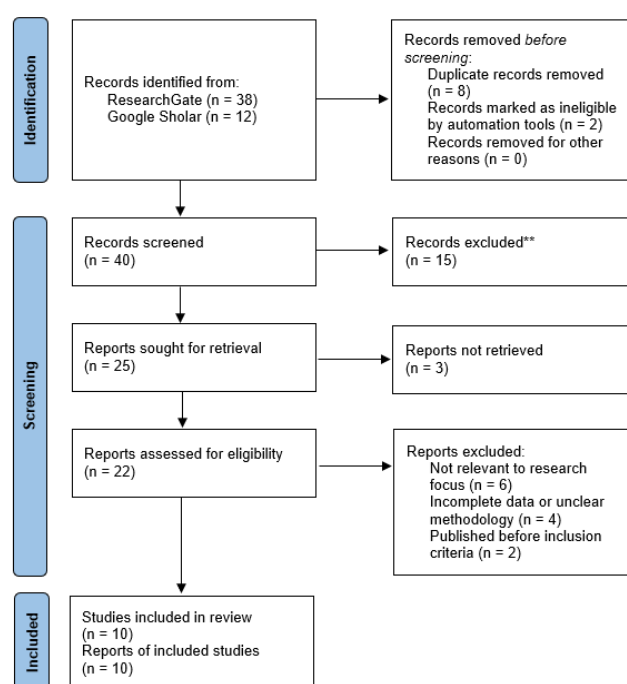 Identification
Records identified from:
ResearchGate (n = 38)
Google Sholar (n = 12)
Records removed before
screening:
Duplicate records removed
(n = 8)
Records marked as ineligible
by automation tools (n = 2)
Records removed for other
reasons (n = 0)
Screening
Records screened
(n = 40)
Records excluded**
(n = 15)
Reports sought for retrieval
(n = 25)
Reports not retrieved
(n = 3)
Reports assessed for eligibility
(n = 22)
Reports excluded:
Not relevant to research
focus (n = 6)
Incomplete data or unclear
methodology (n = 4)
Published before inclusion
criteria (n = 2)
Included
Studies included in review
(n = 10)
Reports of included studies
(n = 10)